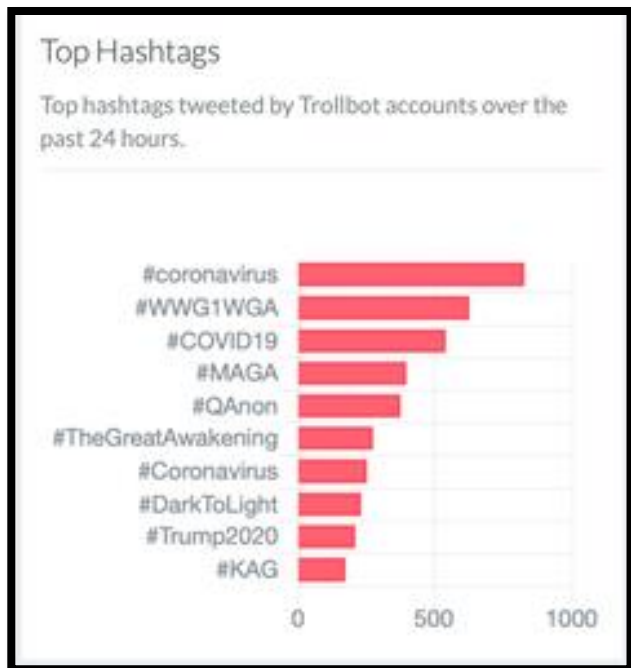 Top Hashtags
Top hashtags tweeted by Trollbot accounts over the
past 24 hours.
#coronavirus
#WWG1WGA
#COVID19
#MAGA
#QAnon
#TheGreatAwakening
#Coronavirus
#DarkToLight
#Trump2020
#KAG
0 500 1000